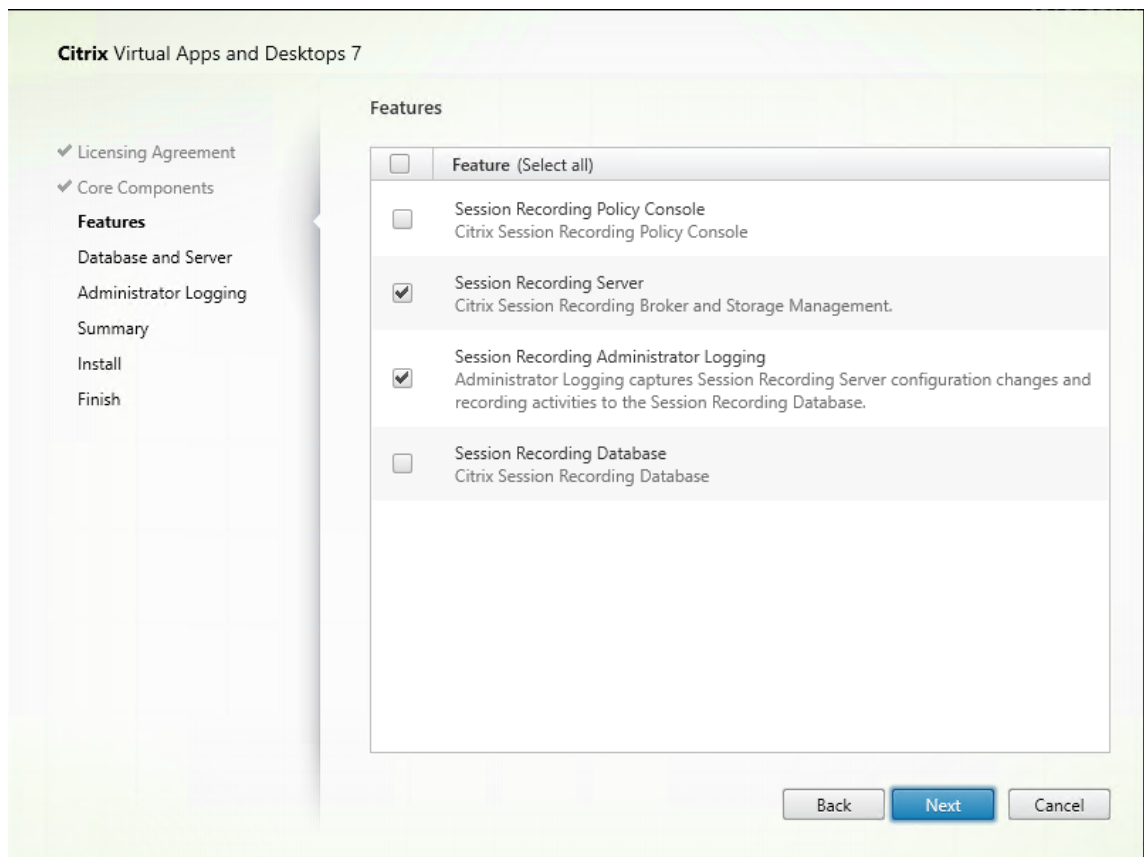 Citrix Virtual Apps and Desktops 7
Licensing Agreement
Core Components
Features
Database and Server
Administrator Logging
Summary
Install
Finish
Features
Feature (Select all)
Session Recording Policy Console
Citrix Session Recording Policy Console
Session Recording Server
Citrix Session Recording Broker and Storage Management.
Session Recording Administrator Logging
Administrator Logging captures Session Recording Server configuration changes and
recording activities to the Session Recording Database.
Session Recording Database
Citrix Session Recording Database
Back
Next
Cancel